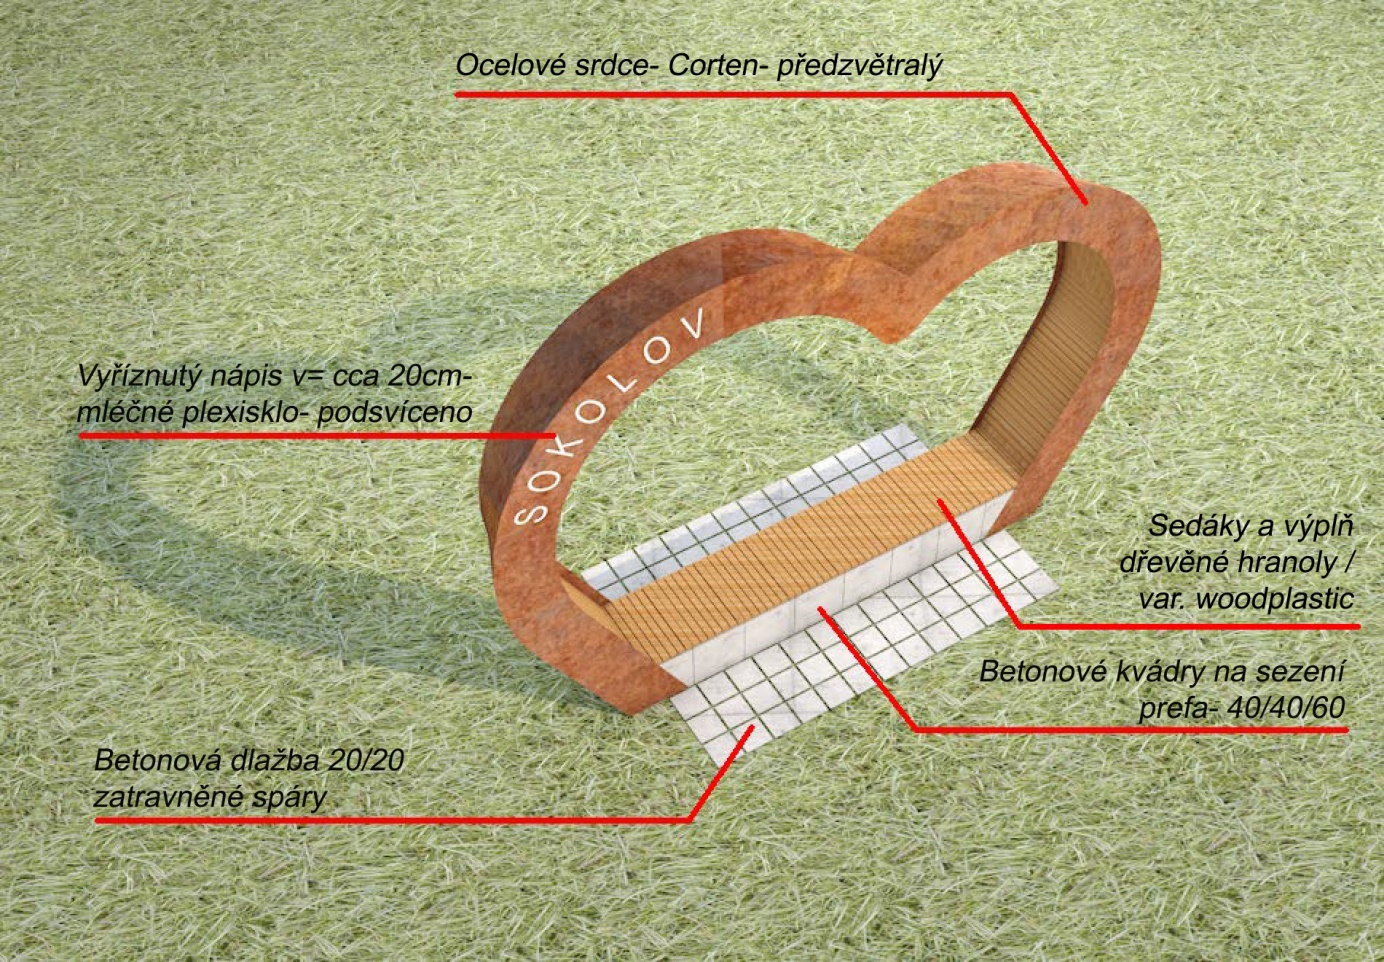 Ocelové srdce- Corten- předzvětralý
SOKOLOV
Vyříznutý nápis v= cca 20cm-
mléčné plexisklo- podsvíceno
Sedáky a výplň
dřevěné hranoly /
var. woodplastic
Betonové kvádry na sezení
prefa- 40/40/60
Betonová dlažba 20/20
zatravněné spáry